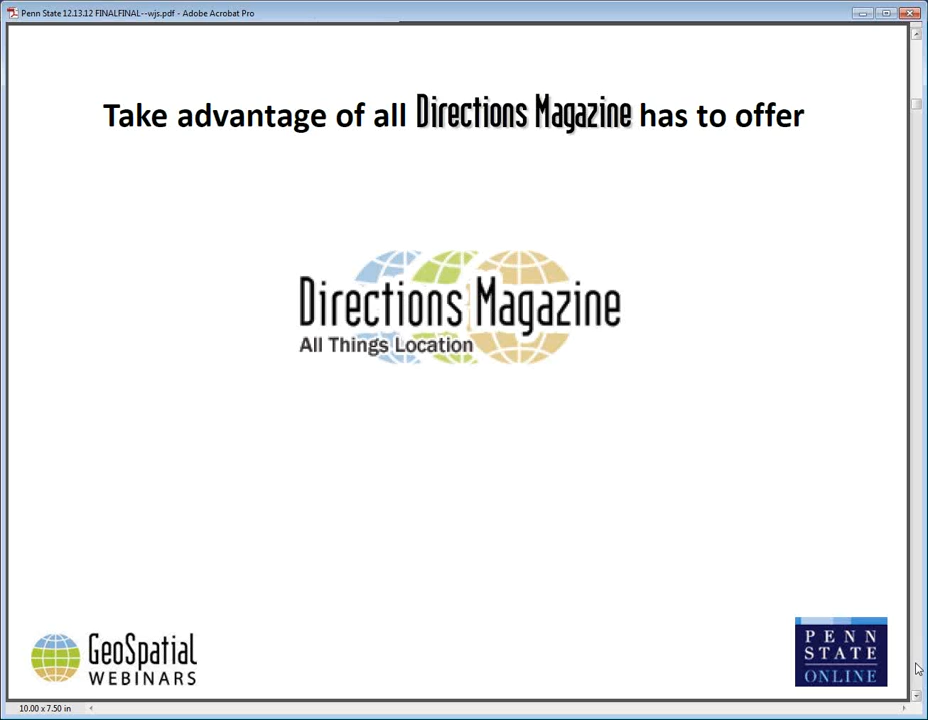 Penn State 12.13.12 FINALFINAL--wjs.pdf - Adobe Acrobat Pro
Take advantage of all Directions Magazine has to offer
Directions Magazine
All Things Location
GeoSpatial
WEBINARS
PENN
STATE
ONLINE
10.00 x 7.50 in